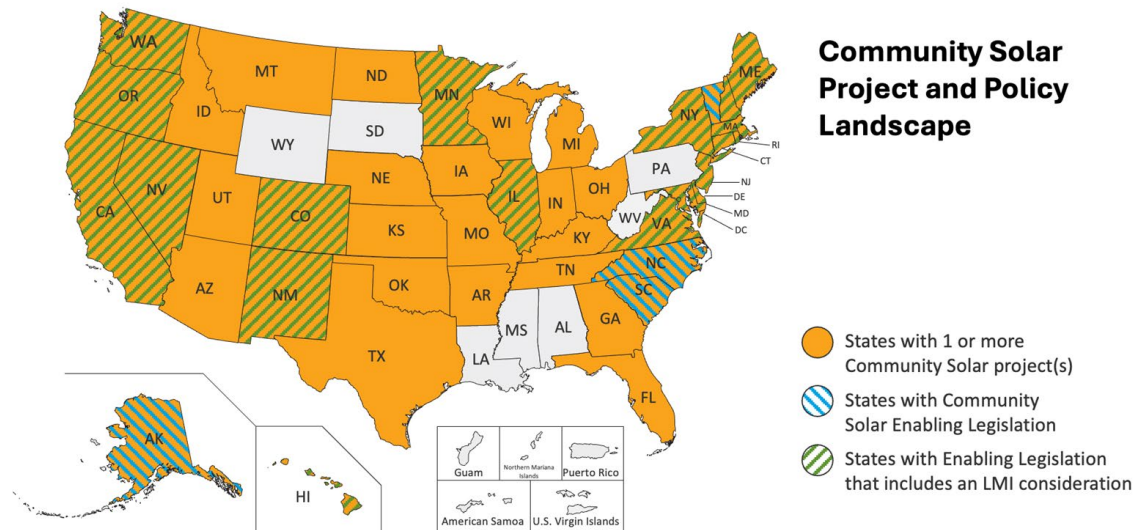 Community Solar
Project and Policy
Landscape
WA
MT
ND
MN
ME
OR
ID
SD
WI
MI
NY
MA
RI
CT
WY
NV
UT
NE
IA
PA
NJ
DE
MD
DC
CA
CO
KS
MO
IL
IN
OH
WV
VA
KY
AZ
NM
OK
AR
TN
NC
SC
TX
LA
MS
AL
GA
FL
AK
HI
Guam
Northern Mariana
Islands
Puerto Rico
American Samoa
U.S. Virgin Islands
States with 1 or more
Community Solar project(s)
States with Community
Solar Enabling Legislation
States with Enabling Legislation
that includes an LMI consideration